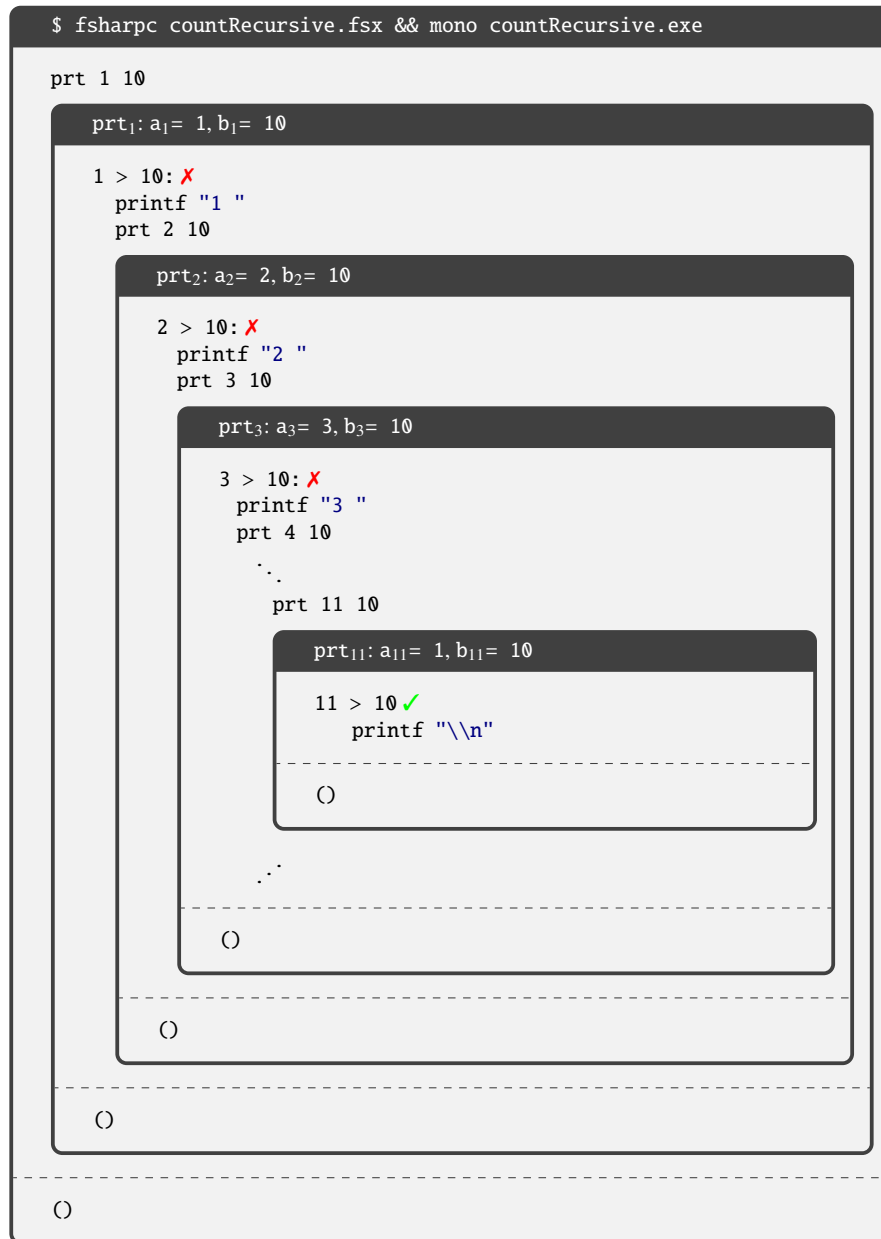 $ fsharpc countRecursive.fsx && mono countRecursive.exe
prt 1 10
prt₁: a₁= 1, b₁= 10
1 > 10: ✗
printf "1 "
prt 2 10
prt₂: a₂= 2, b₂= 10
2 > 10: ✗
printf "2 "
prt 3 10
prt₃: a₃= 3, b₃= 10
3 > 10: ✗
printf "3 "
prt 4 10
⋱
prt 11 10
prt₁₁: a₁₁= 1, b₁₁= 10
11 > 10 ✓
printf "\\n"
()
⋰
()
()
()
()